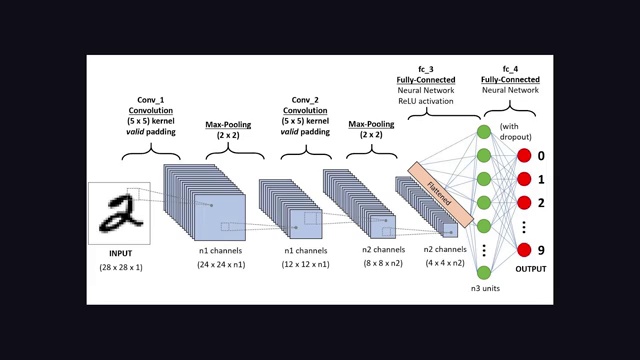 fc_3
Fully-Connected
Neural Network
ReLU activation
fc_4
Fully-Connected
Neural Network
Conv_1
Convolution
(5 x 5) kernel
valid padding
Max-Pooling
(2 x 2)
Conv_2
Convolution
(5 x 5) kernel
valid padding
Max-Pooling
(2 x 2)
(with
dropout)
Flattened
0
1
2
9
INPUT
(28 x 28 x 1)
n1 channels
(24 x 24 x n1)
n1 channels
(12 x 12 x n1)
n2 channels
(8 x 8 x n2)
n2 channels
(4 x 4 x n2)
n3 units
OUTPUT
2